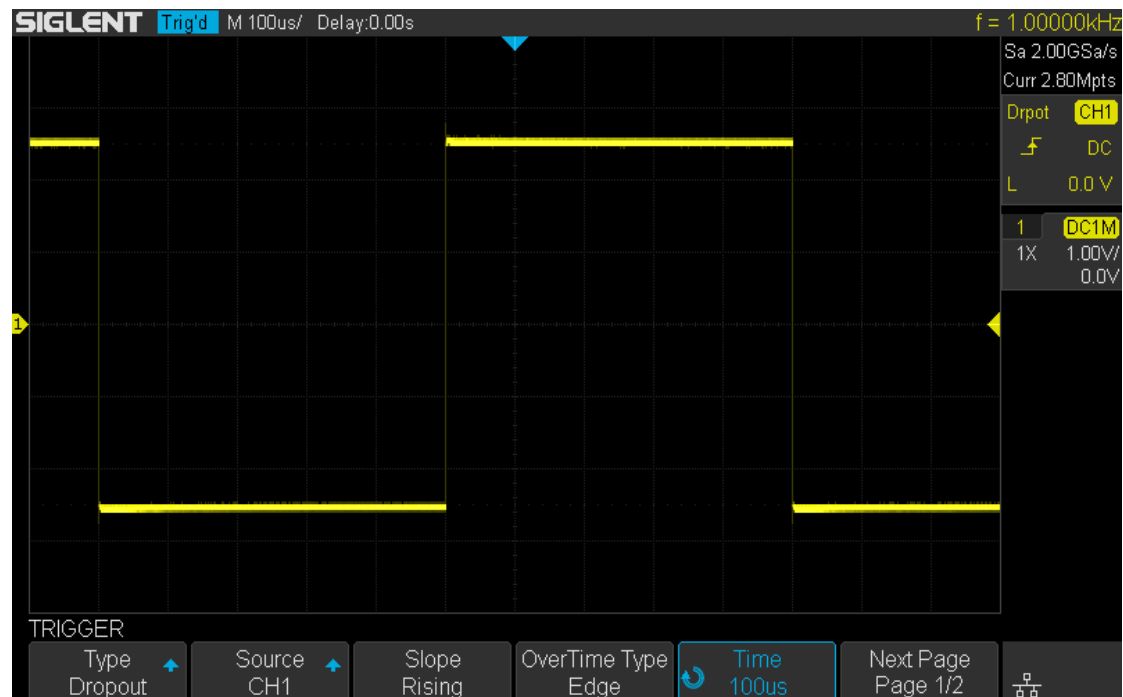 SIGLENT Trig'd M 100us/ Delay:0.00s f = 1.00000kHz
Sa 2.00GSa/s
Curr 2.80Mpts
Drpot CH1
DC
L 0.0 V
1 DC1M
1X 1.00V/
0.0V
1
TRIGGER
Type Source Slope OverTime Type Time Next Page
Dropout CH1 Rising Edge 100us Page 1/2